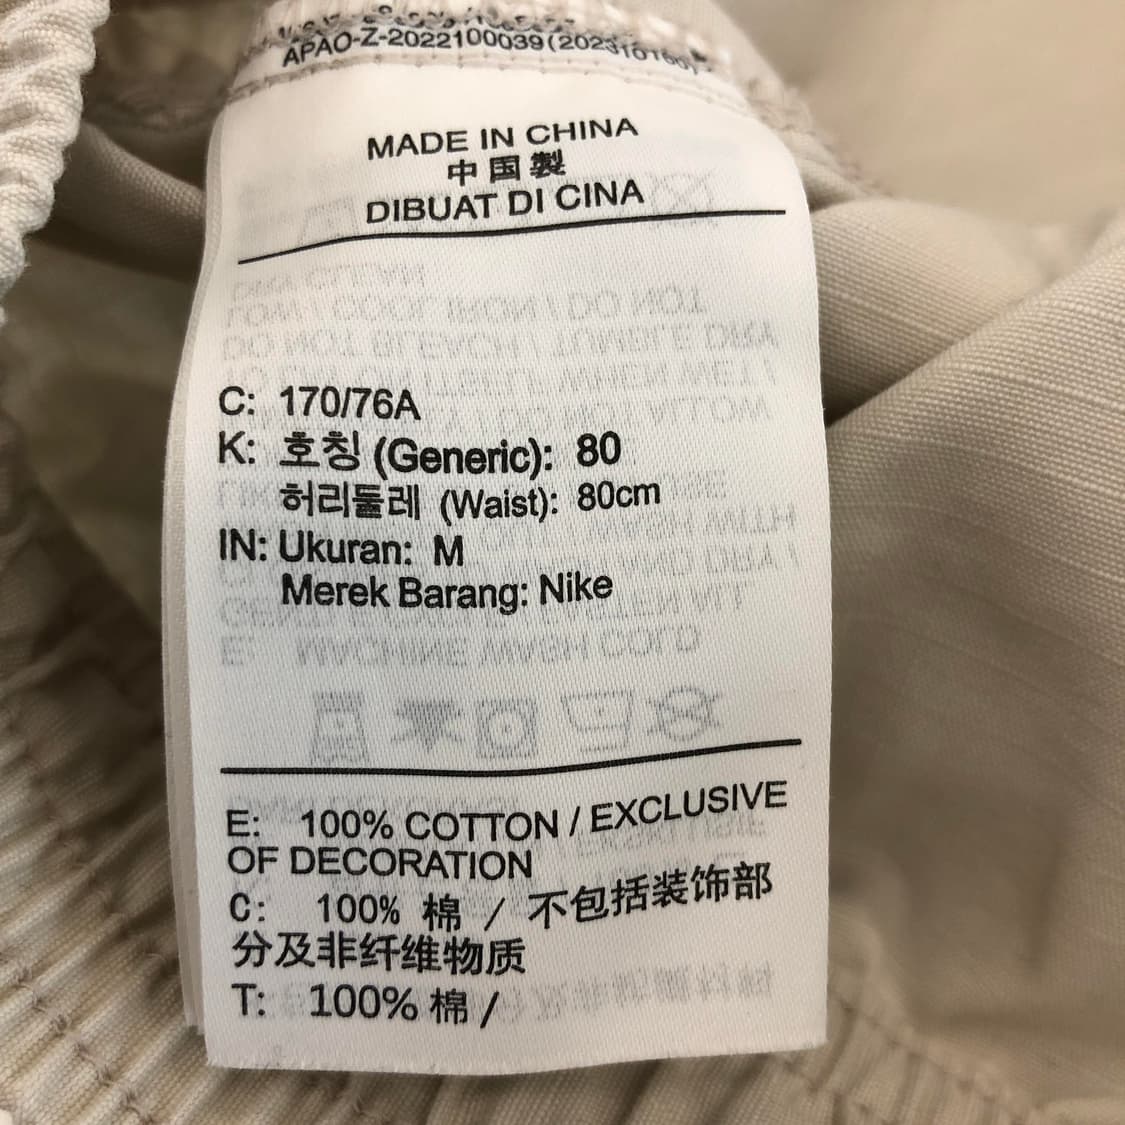 APAO-Z-2022100039(20231016
MADE IN CHINA
中国製
DIBUAT DI CINA
C: 170/76A
K: 호칭 (Generic): 80
허리둘레 (Waist): 80cm
IN: Ukuran: M
Merek Barang: Nike
E: 100% COTTON / EXCLUSIVE
OF DECORATION
C: 100% 棉 / 不包括装饰部
分及非纤维物质
T: 100% 棉 /